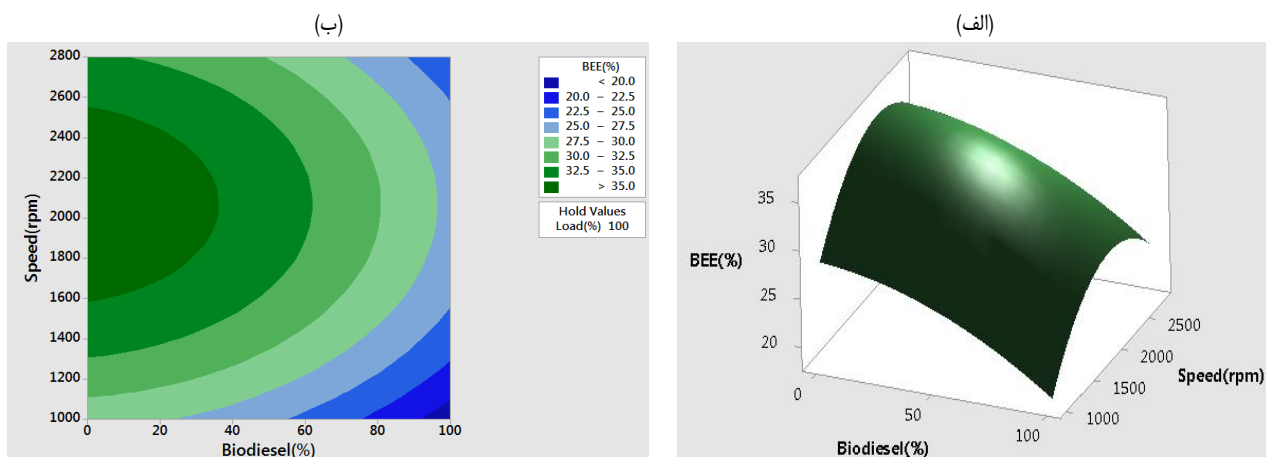 (ب)
2800
2600
2400
2200
2000
1800
1600
1400
1200
1000
Speed(rpm)
0 20 40 60 80 100
Biodiesel(%)
BEE(%)
< 20.0
20.0 – 22.5
22.5 – 25.0
25.0 – 27.5
27.5 – 30.0
30.0 – 32.5
32.5 – 35.0
> 35.0
Hold Values
Load(%) 100
(الف)
35
30
25
20
BEE(%)
0
50
100
Biodiesel(%)
1000
1500
2000
2500
Speed(rpm)